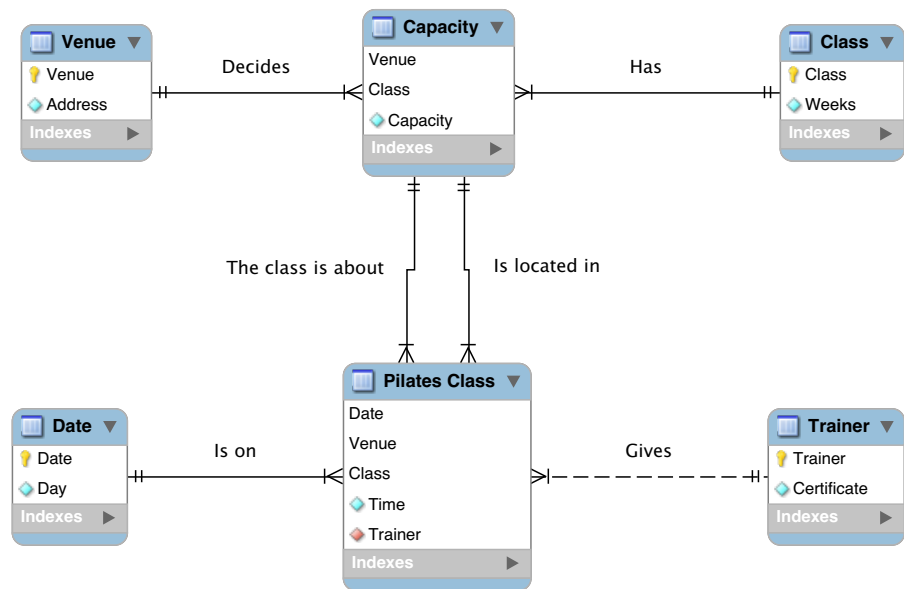 Venue
Venue
Address
Indexes
Decides
Capacity
Venue
Class
Capacity
Indexes
Has
Class
Class
Weeks
Indexes
The class is about
Is located in
Date
Date
Day
Indexes
Is on
Pilates Class
Date
Venue
Class
Time
Trainer
Indexes
Gives
Trainer
Trainer
Certificate
Indexes